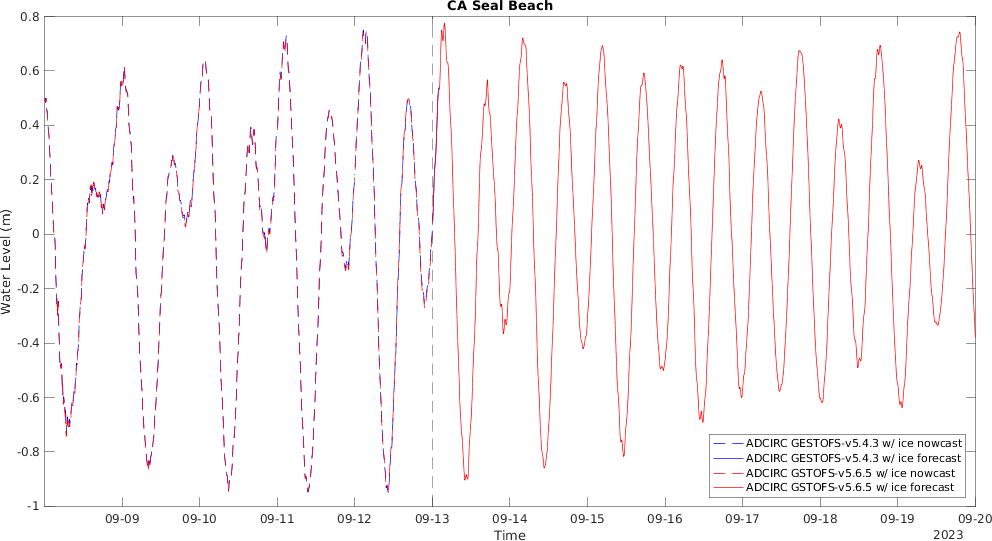 CA Seal Beach
0.8
0.6
0.4
0.2
0
-0.2
-0.4
-0.6
-0.8
-1
Water Level (m)
ADCIRC GESTOFS-v5.4.3 w/ ice nowcast
ADCIRC GESTOFS-v5.4.3 w/ ice forecast
ADCIRC GSTOFS-v5.6.5 w/ ice nowcast
ADCIRC GSTOFS-v5.6.5 w/ ice forecast
09-09 09-10 09-11 09-12 09-13 09-14 09-15 09-16 09-17 09-18 09-19 09-20
Time
2023